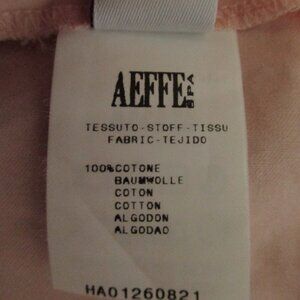 AEFFE SPA
TESSUTO-STOFF-TISSU
FABRIC-TEJIDO
100%COTONE
BAUMWOLLE
COTON
COTTON
ALGODON
ALGODAO
HA01260821